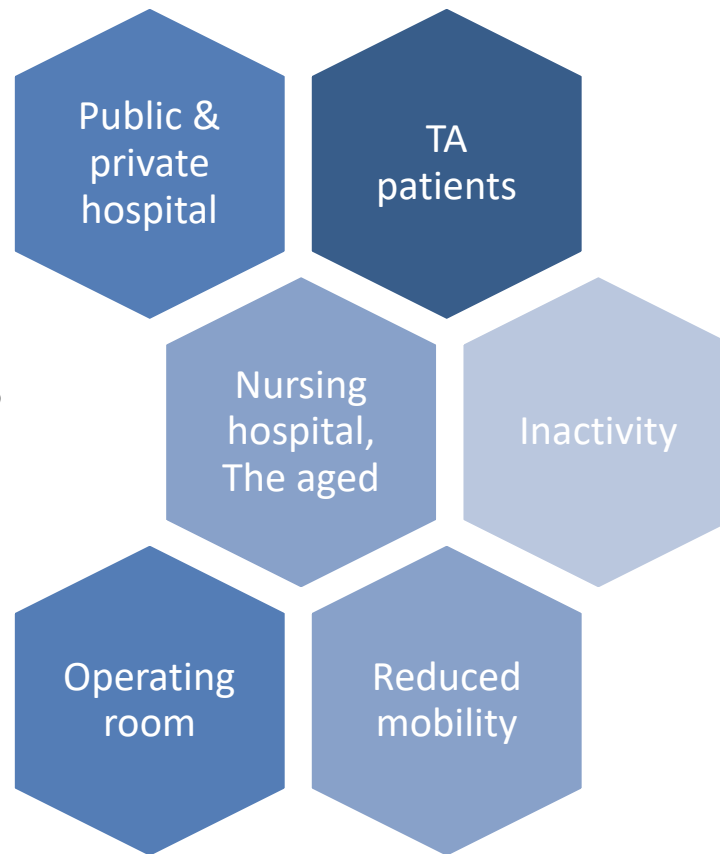 Public &
private
hospital
TA
patients
Nursing
hospital,
The aged
Inactivity
Operating
room
Reduced
mobility